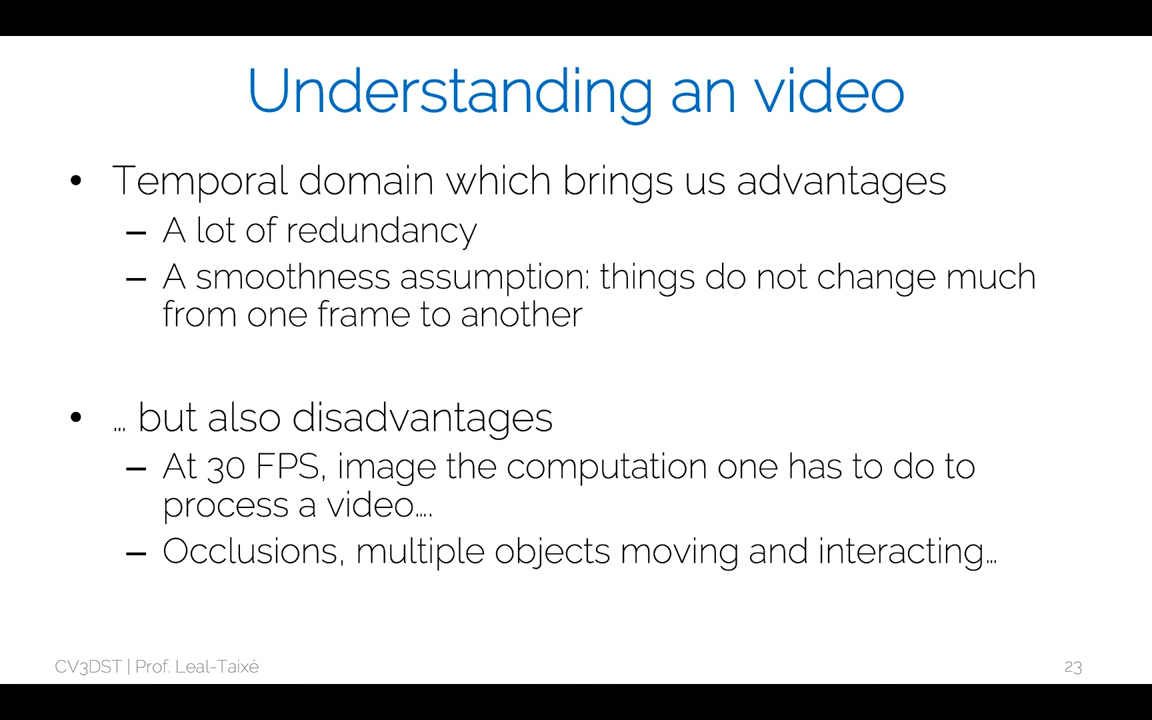 Understanding an video
• Temporal domain which brings us advantages
– A lot of redundancy
– A smoothness assumption: things do not change much
from one frame to another
• … but also disadvantages
– At 30 FPS, image the computation one has to do to
process a video….
– Occlusions, multiple objects moving and interacting…
CV3DST | Prof. Leal-Taixé
23